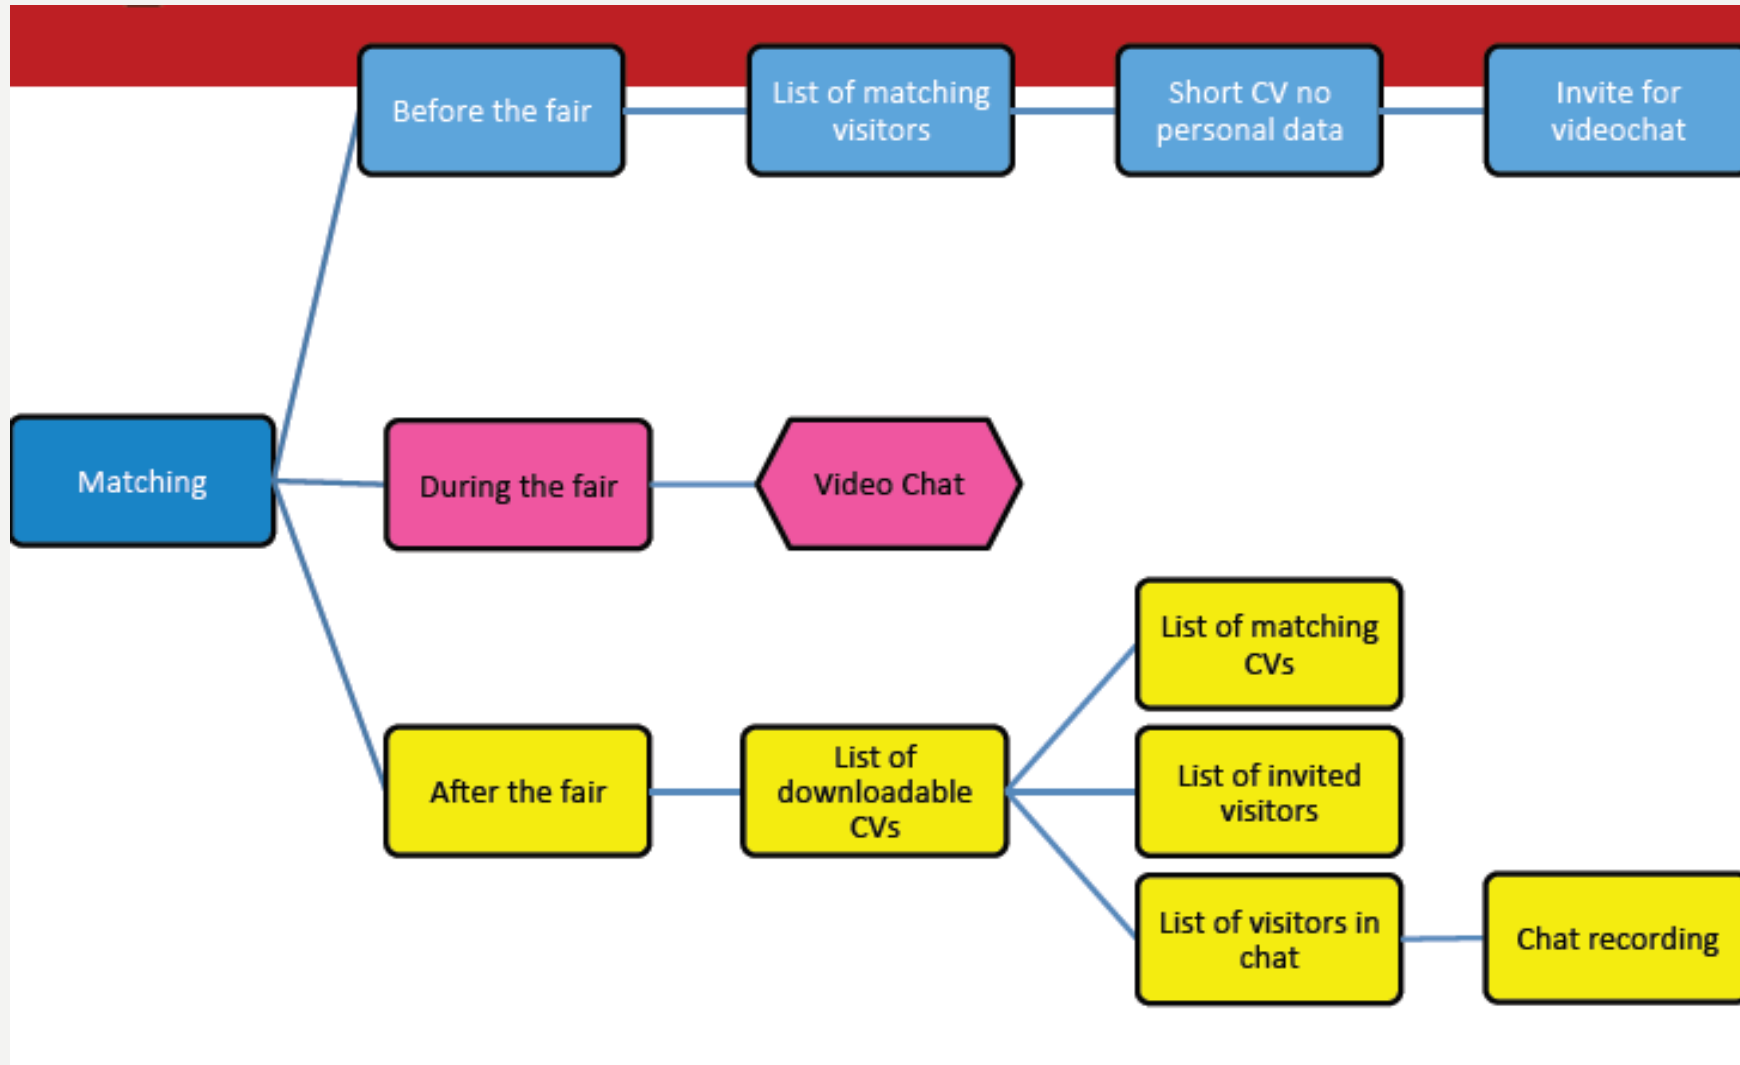 Before the fair
List of matching
visitors
Short CV no
personal data
Invite for
videochat
Matching
During the fair
Video Chat
List of matching
CVs
After the fair
List of
downloadable
CVs
List of invited
visitors
List of visitors in
chat
Chat recording